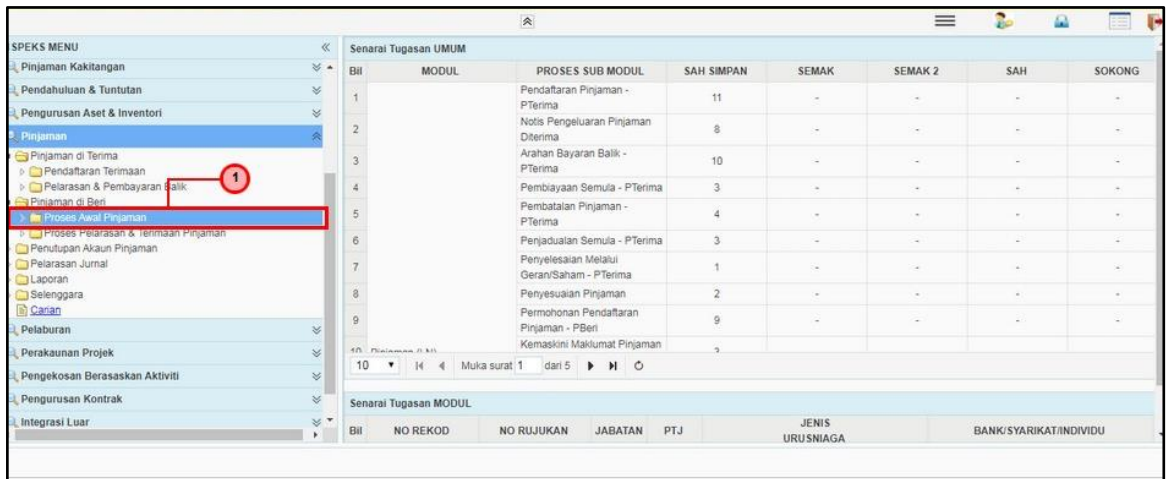 SPEKS MENU
Pinjaman Kakitangan
Pendahuluan & Tuntutan
Pengurusan Aset & Inventori
Pinjaman
Pinjaman di Terima
Pendaftaran Terimaan
Pelarasan & Pembayaran Balik
Pinjaman di Beri
Proses Awal Pinjaman
Proses Pelarasan & Terimaan Pinjaman
Penutupan Akaun Pinjaman
Pelarasan Jurnal
Laporan
Selenggara
Carian
Pelaburan
Perakaunan Projek
Pengekosan Berasaskan Aktiviti
Pengurusan Kontrak
Integrasi Luar
1
Senarai Tugasan UMUM
Bil MODUL PROSES SUB MODUL SAH SIMPAN SEMAK SEMAK 2 SAH SOKONG
1 Pendaftaran Pinjaman - 11 - - - -
PTerima
2 Notis Pengeluaran Pinjaman 8 - - - -
Diterima
3 Arahan Bayaran Balik - 10 - - - -
PTerima
4 Pembiayaan Semula - PTerima 3 - - - -
5 Pembatalan Pinjaman - 4 - - - -
PTerima
6 Penjadualan Semula - PTerima 3 - - - -
7 Penyelesaian Melalui 1 - - - -
Geran/Saham - PTerima
8 Penyesuaian Pinjaman 2 - - - -
9 Permohonan Pendaftaran 9 - - - -
Pinjaman - PBeri
10 Pinjaman (LN) Kemaskini Maklumat Pinjaman 3
10 Muka surat 1 dari 5
Senarai Tugasan MODUL
Bil NO REKOD NO RUJUKAN JABATAN PTJ JENIS URUSNIAGA BANK/SYARIKAT/INDIVIDU